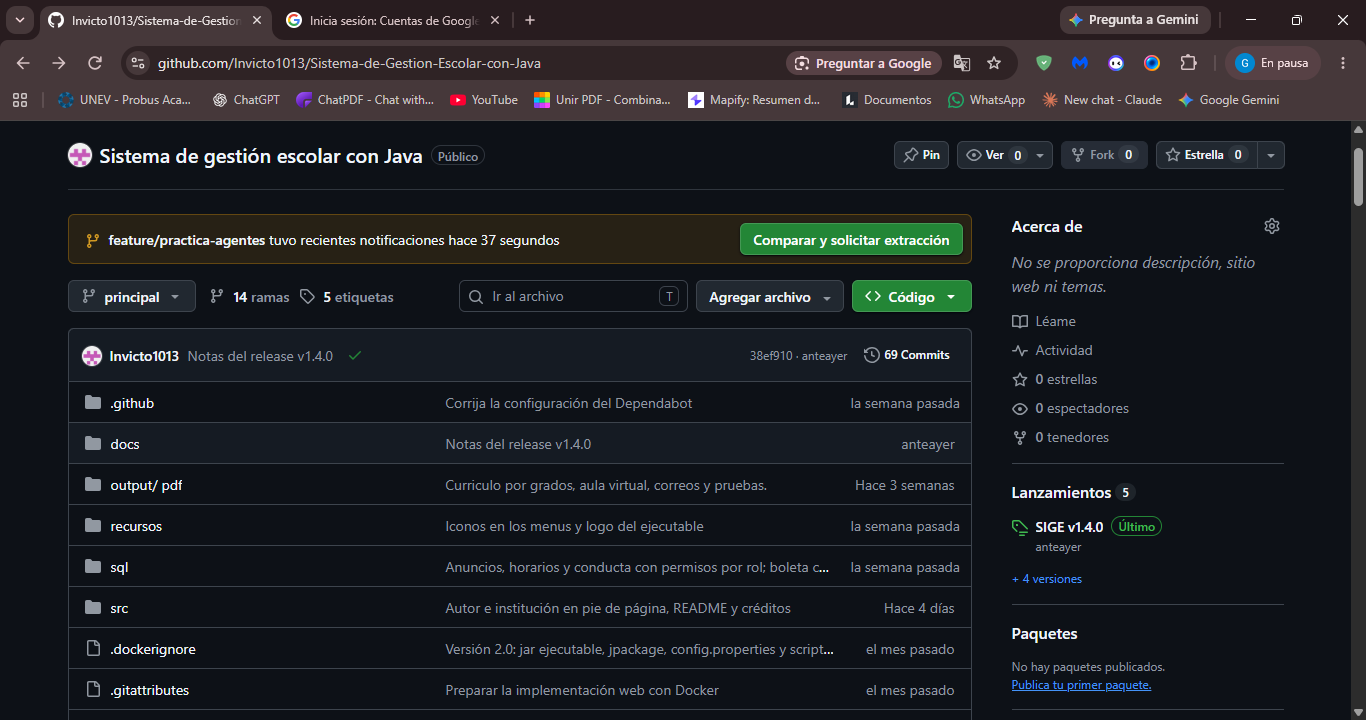 Invicto1013/Sistema-de-Gestion
Inicia sesión: Cuentas de Google
Pregunta a Gemini
github.com/Invicto1013/Sistema-de-Gestion-Escolar-con-Java
Preguntar a Google
G
En pausa
UNEV - Probus Aca...
ChatGPT
ChatPDF - Chat with...
YouTube
Unir PDF - Combina...
Mapify: Resumen d...
Documentos
WhatsApp
New chat - Claude
Google Gemini
Sistema de gestión escolar con Java
Público
Pin
Ver 0
Fork 0
Estrella 0
feature/practica-agentes tuvo recientes notificaciones hace 37 segundos
Comparar y solicitar extracción
principal
14 ramas
5 etiquetas
Ir al archivo
T
Agregar archivo
Código
Invicto1013 Notas del release v1.4.0
38ef910 · anteayer
69 Commits
.github Corrija la configuración del Dependabot la semana pasada
docs Notas del release v1.4.0 anteayer
output/ pdf Curriculo por grados, aula virtual, correos y pruebas. Hace 3 semanas
recursos Iconos en los menus y logo del ejecutable la semana pasada
sql Anuncios, horarios y conducta con permisos por rol; boleta c... la semana pasada
src Autor e institución en pie de página, README y créditos Hace 4 días
.dockerignore Versión 2.0: jar ejecutable, jpackage, config.properties y script... el mes pasado
.gitattributes Preparar la implementación web con Docker el mes pasado
Acerca de
No se proporciona descripción, sitio
web ni temas.
Léame
Actividad
0 estrellas
0 espectadores
0 tenedores
Lanzamientos 5
SIGE v1.4.0 Último
anteayer
+ 4 versiones
Paquetes
No hay paquetes publicados.
Publica tu primer paquete.